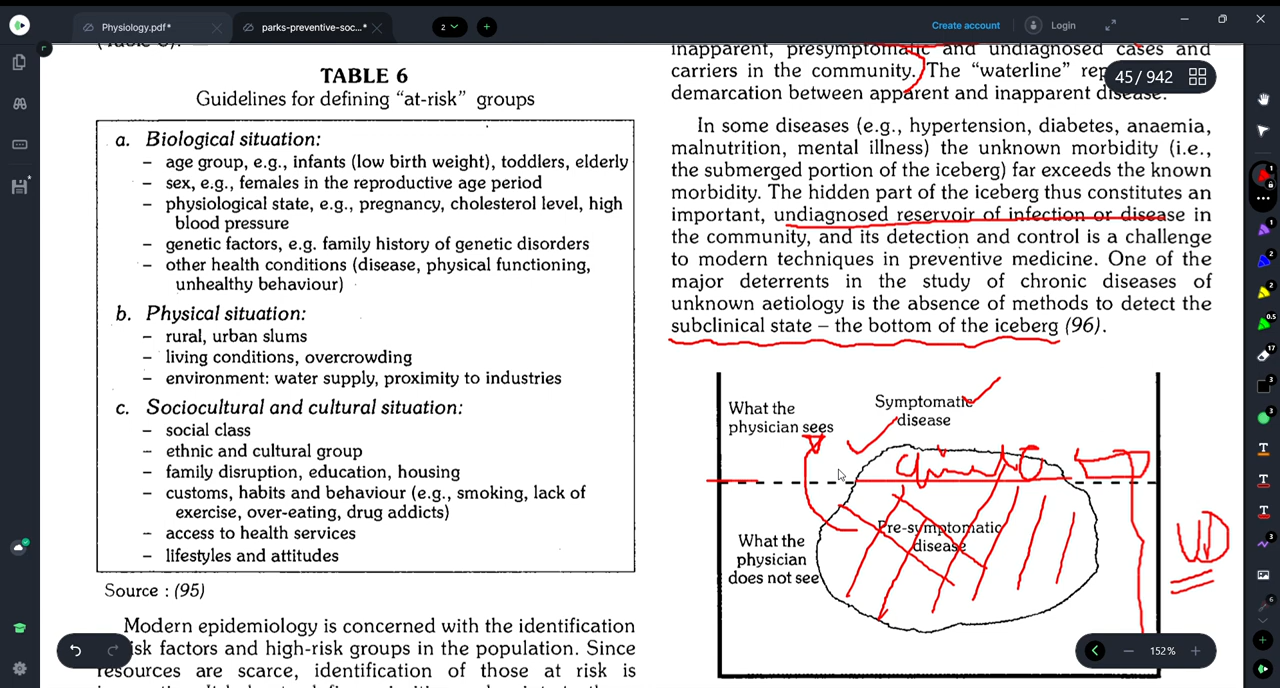 Physiology.pdf*
parks-preventive-soc...*
2
Create account
Login
45 / 942
TABLE 6
Guidelines for defining “at-risk” groups
a. Biological situation:
– age group, e.g., infants (low birth weight), toddlers, elderly
– sex, e.g., females in the reproductive age period
– physiological state, e.g., pregnancy, cholesterol level, high
blood pressure
– genetic factors, e.g. family history of genetic disorders
– other health conditions (disease, physical functioning,
unhealthy behaviour)
b. Physical situation:
– rural, urban slums
– living conditions, overcrowding
– environment: water supply, proximity to industries
c. Sociocultural and cultural situation:
– social class
– ethnic and cultural group
– family disruption, education, housing
– customs, habits and behaviour (e.g., smoking, lack of
exercise, over-eating, drug addicts)
– access to health services
– lifestyles and attitudes
Source : (95)
Modern epidemiology is concerned with the identification
sk factors and high-risk groups in the population. Since
resources are scarce, identification of those at risk is
inapparent, presymptomatic and undiagnosed cases and
carriers in the community. The “waterline” rep
demarcation between apparent and inapparent disease.
In some diseases (e.g., hypertension, diabetes, anaemia,
malnutrition, mental illness) the unknown morbidity (i.e.,
the submerged portion of the iceberg) far exceeds the known
morbidity. The hidden part of the iceberg thus constitutes an
important, undiagnosed reservoir of infection or disease in
the community, and its detection and control is a challenge
to modern techniques in preventive medicine. One of the
major deterrents in the study of chronic diseases of
unknown aetiology is the absence of methods to detect the
subclinical state – the bottom of the iceberg (96).
What the
physician sees
Symptomatic
disease
What the
physician
does not see
Pre-symptomatic
disease
UD
152%
1
1
2
2
0.5
17
3
3
T
T
T
3
6